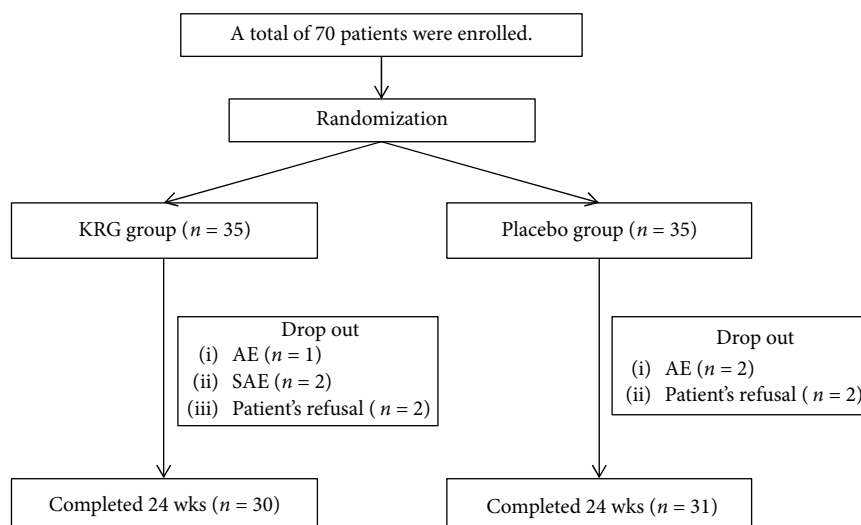 A total of 70 patients were enrolled.
Randomization
KRG group (n = 35)
Placebo group (n = 35)
Drop out
(i) AE (n = 1)
(ii) SAE (n = 2)
(iii) Patient's refusal ( n = 2)
Drop out
(i) AE (n = 2)
(ii) Patient's refusal ( n = 2)
Completed 24 wks (n = 30)
Completed 24 wks (n = 31)